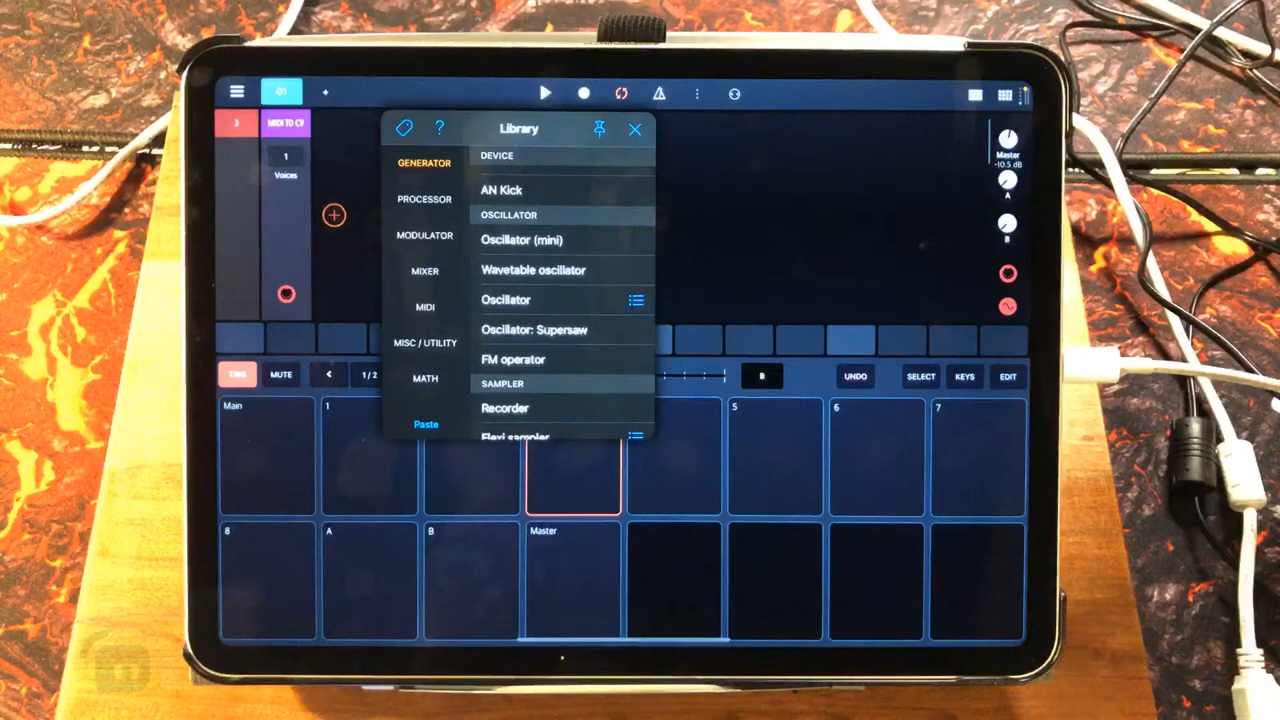 01
+
3
MIDI TO CV
Library
?
1
Voices
GENERATOR
PROCESSOR
MODULATOR
MIXER
MIDI
MISC / UTILITY
MATH
Paste
DEVICE
AN Kick
OSCILLATOR
Oscillator (mini)
Wavetable oscillator
Oscillator
Oscillator: Supersaw
FM operator
SAMPLER
Recorder
Flexi sampler
Master
-10.5 dB
A
B
MUTE
<
1/2
B
UNDO
SELECT
KEYS
EDIT
Main
1
5
6
7
8
A
B
Master